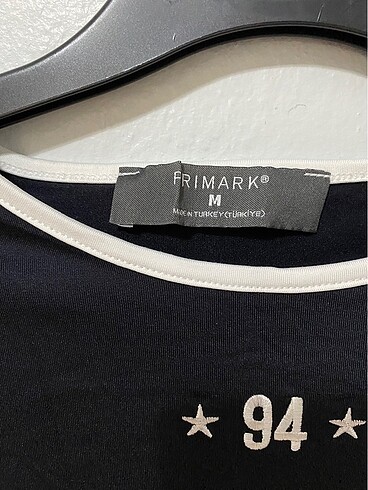 PRIMARK®
M
MADE IN TURKEY (TÜRKİYE)
★ 94 ★